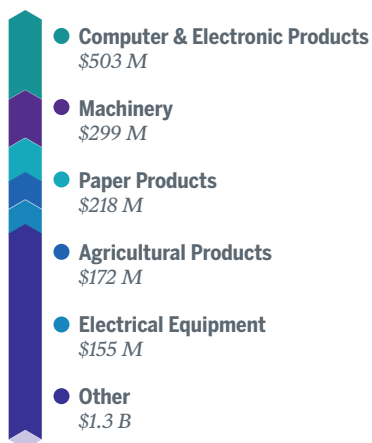 Computer & Electronic Products
$503 M
Machinery
$299 M
Paper Products
$218 M
Agricultural Products
$172 M
Electrical Equipment
$155 M
Other
$1.3 B